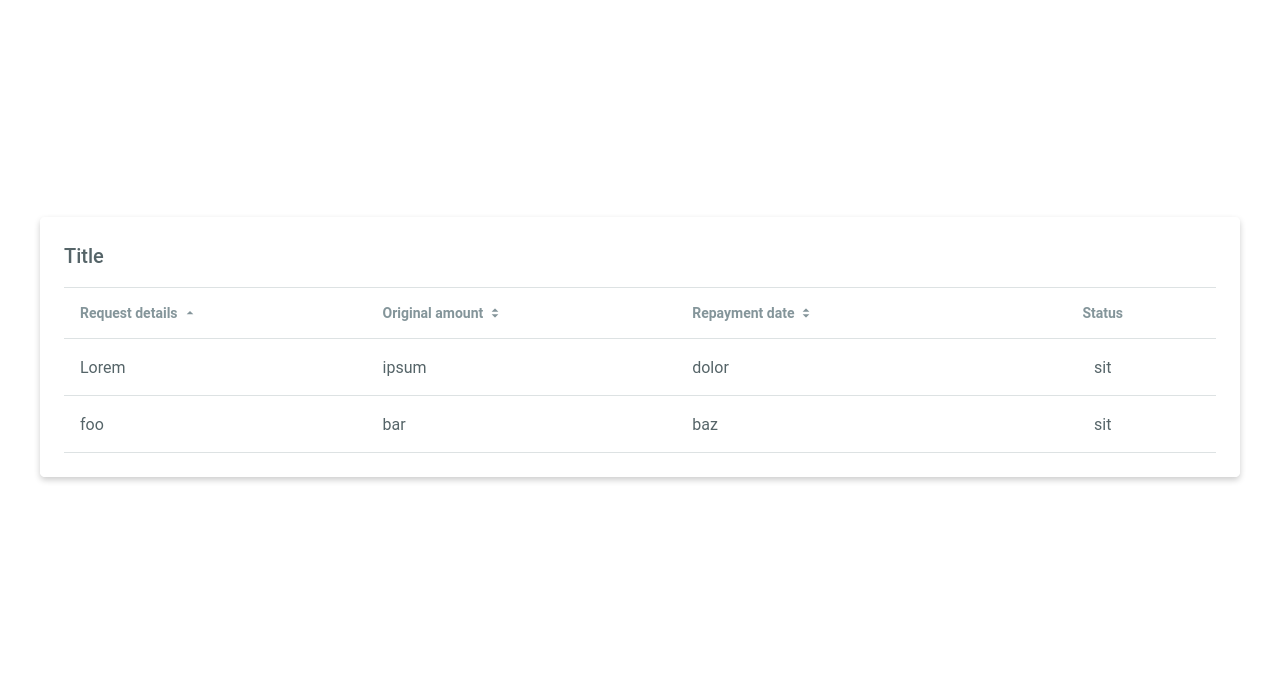 Title
Request details Original amount Repayment date Status
Lorem ipsum dolor sit
foo bar baz sit